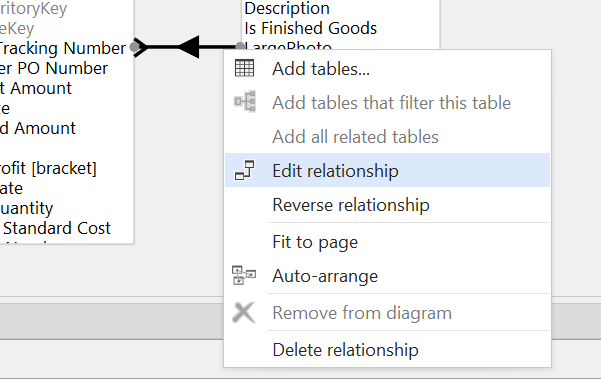 ritoryKey
eKey
Tracking Number
er PO Number
t Amount
te
d Amount
rofit [bracket]
ate
uantity
Standard Cost
Description
Is Finished Goods
LargePhoto
Add tables...
Add tables that filter this table
Add all related tables
Edit relationship
Reverse relationship
Fit to page
Auto-arrange
Remove from diagram
Delete relationship